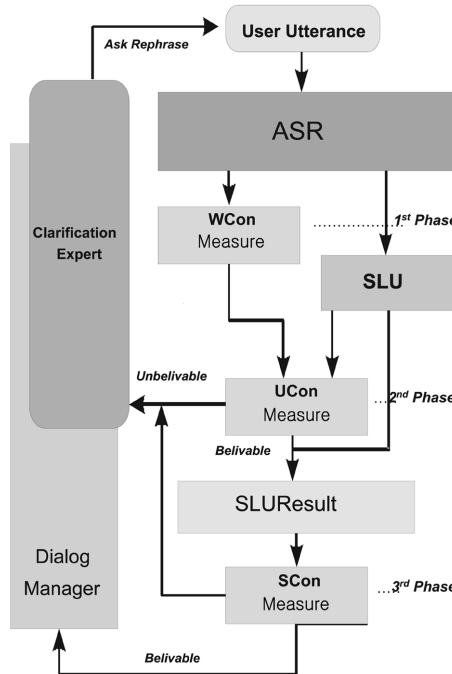 User Utterance
Ask Rephrase
ASR
WCon
Measure
1st Phase
Clarification
Expert
SLU
Unbelivable
UCon
Measure
2nd Phase
Belivable
SLUResult
Dialog
Manager
SCon
Measure
3rd Phase
Belivable